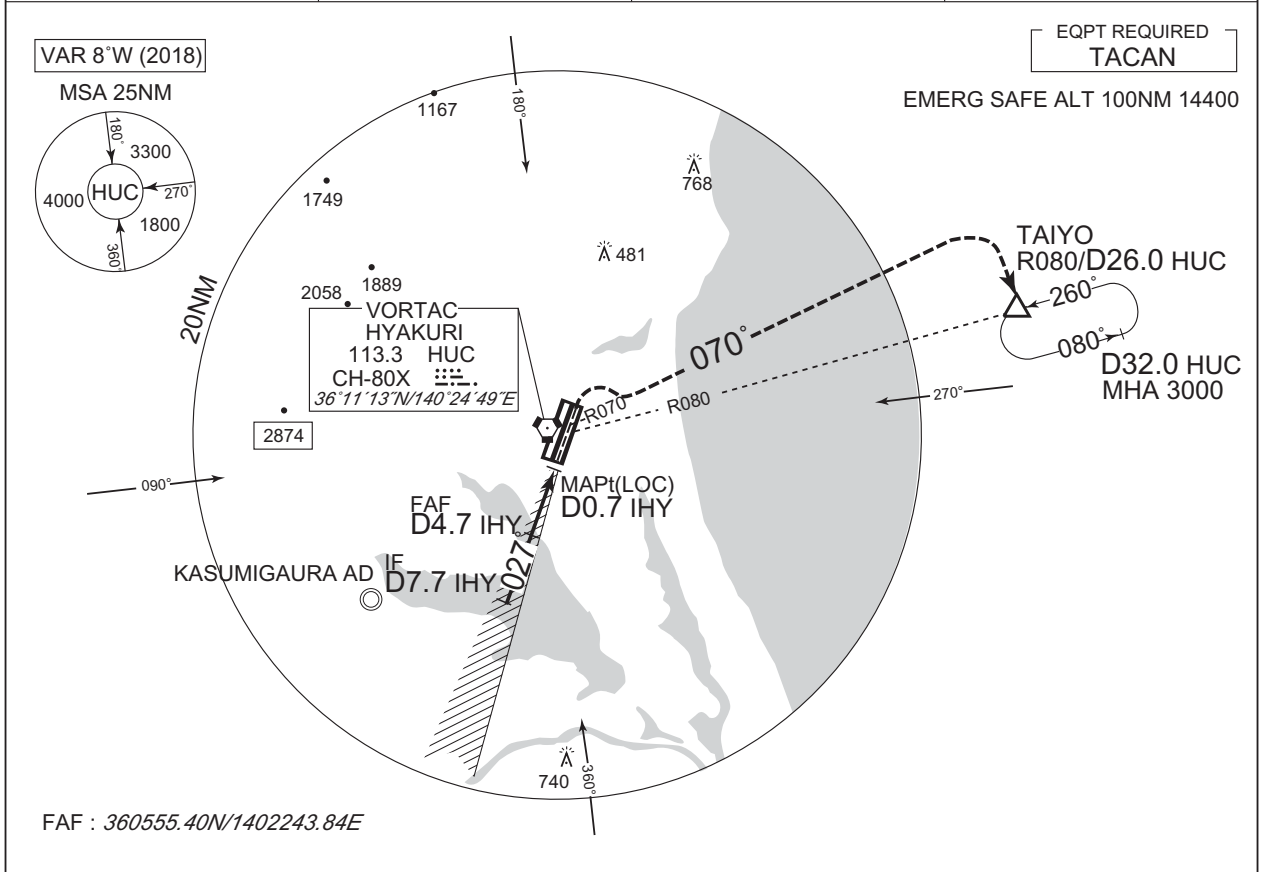 VAR 8°W (2018)
MSA 25NM
180°
3300
4000
HUC
270°
1800
360°
EQPT REQUIRED
TACAN
EMERG SAFE ALT 100NM 14400
180°
1167
1749
768
481
20NM
1889
2058
VORTAC
HYAKURI
113.3 HUC
CH-80X
36°11′13″N/140°24′49″E
TAIYO
R080/D26.0 HUC
260°
080°
D32.0 HUC
MHA 3000
070°
R070
R080
270°
2874
090°
MAPt(LOC)
D0.7 IHY
FAF
D4.7 IHY
027°
IF
D7.7 IHY
KASUMIGAURA AD
740
360°
FAF : 360555.40N/1402243.84E